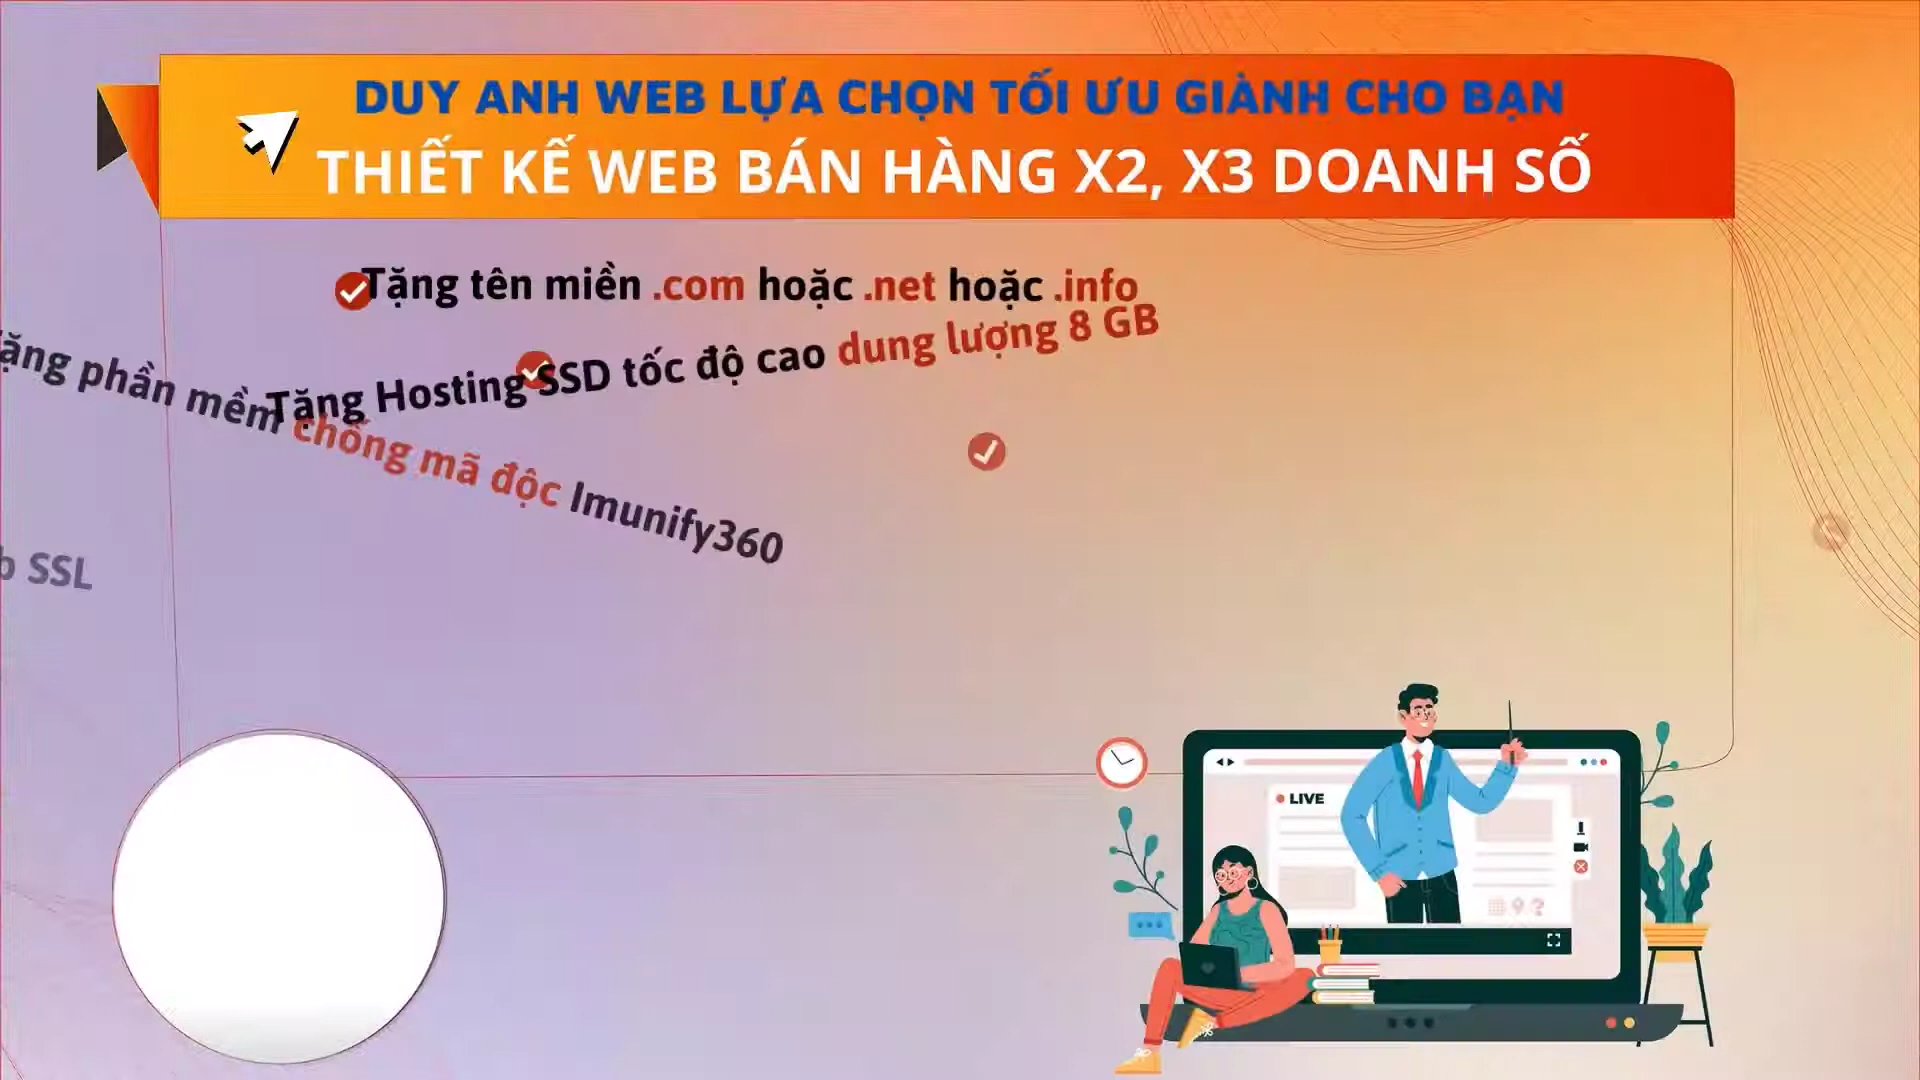 DUY ANH WEB LỰA CHỌN TỐI ƯU GIÀNH CHO BẠN
THIẾT KẾ WEB BÁN HÀNG X2, X3 DOANH SỐ
Tặng tên miền .com hoặc .net hoặc .info
Tặng Hosting SSD tốc độ cao dung lượng 8 GB
phần mềm chống mã độc Imunify360
SSL
LIVE